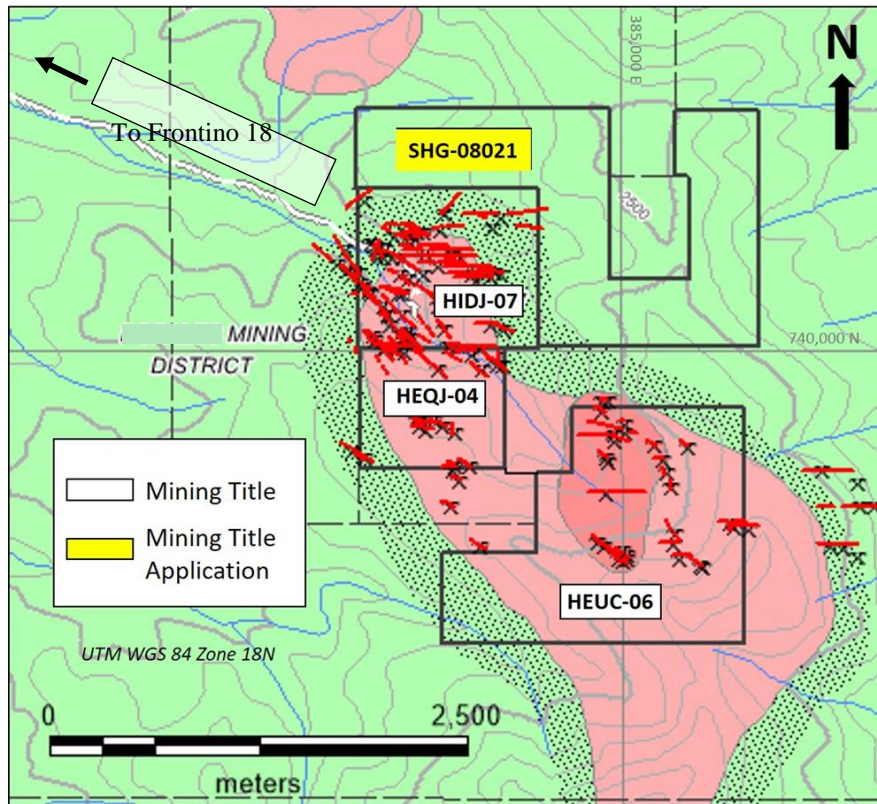 385,000 E
N
To Frontino 18
SHG-08021
2500
HIDJ-07
MINING
DISTRICT
740,000 N
HEQJ-04
Mining Title
Mining Title
Application
HEUC-06
UTM WGS 84 Zone 18N
0 2,500
meters